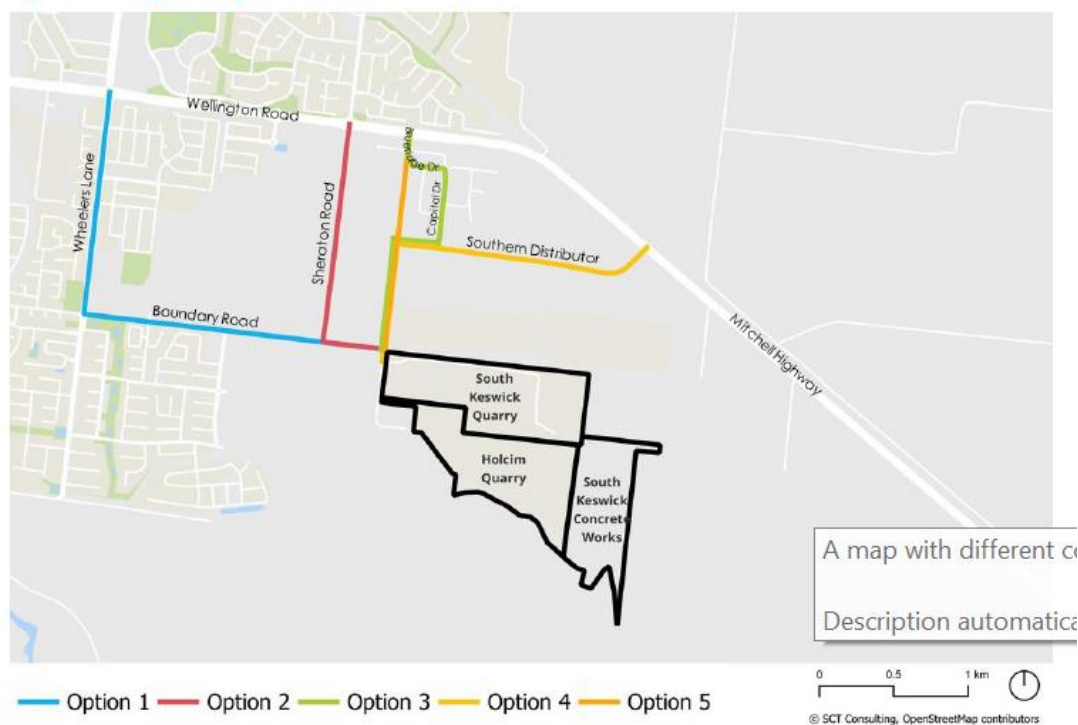 Wellington Road
Wheelers Lane
Sheraton Road
Capital Dr
Southern Distributor
Boundary Road
Mitchell Highway
South
Keswick
Quarry
Holcim
Quarry
South
Keswick
Concrete
Works
A map with different
Description
Option 1
Option 2
Option 3
Option 4
Option 5
0 0.5 1 km
© SCT Consulting, OpenStreetMap contributors